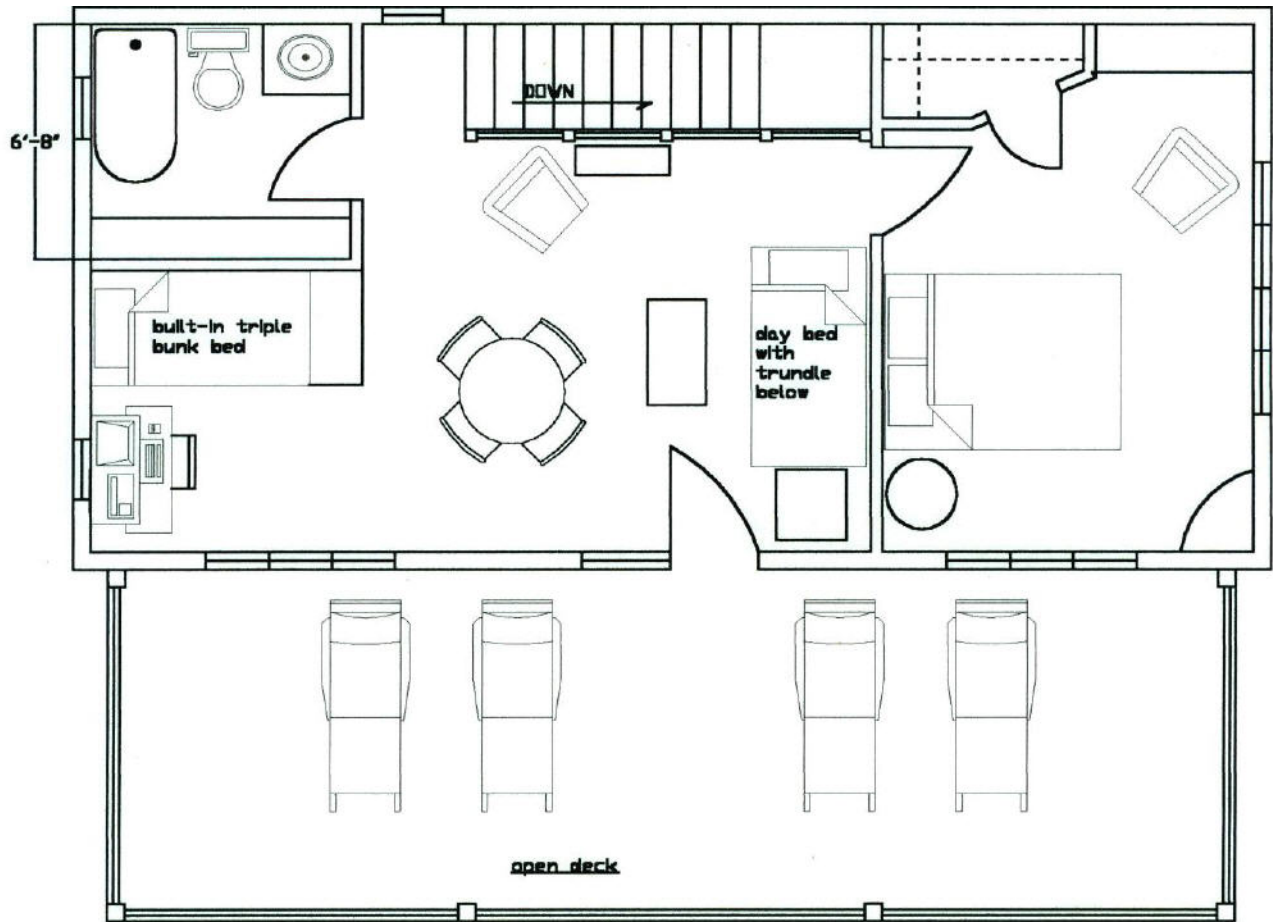 DOWN
6'-8"
built-in triple
bunk bed
day bed
with
trundle
below
open deck